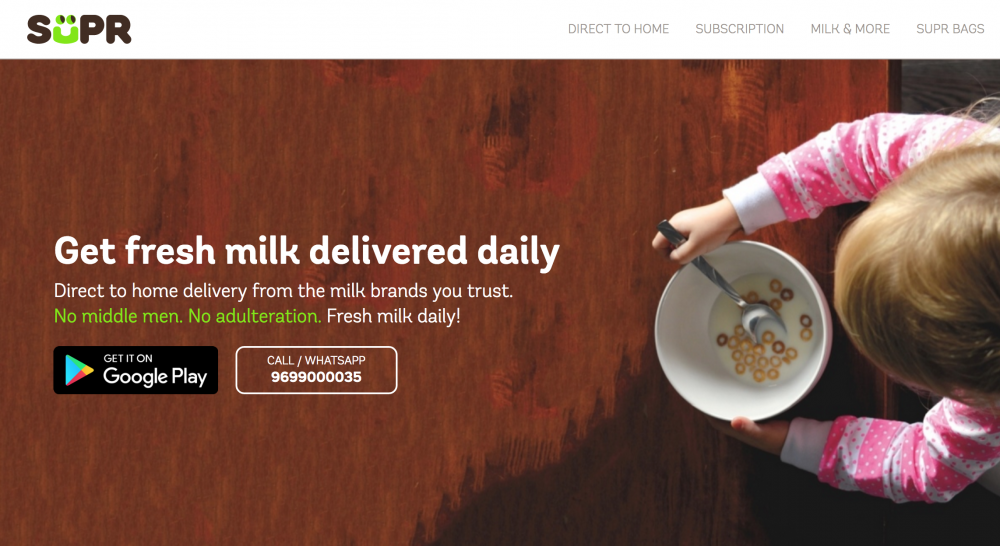 SÜPR
DIRECT TO HOME
SUBSCRIPTION
MILK & MORE
SUPR BAGS
Get fresh milk delivered daily
Direct to home delivery from the milk brands you trust.
No middle men. No adulteration. Fresh milk daily!
GET IT ON
Google Play
CALL / WHATSAPP
9699000035